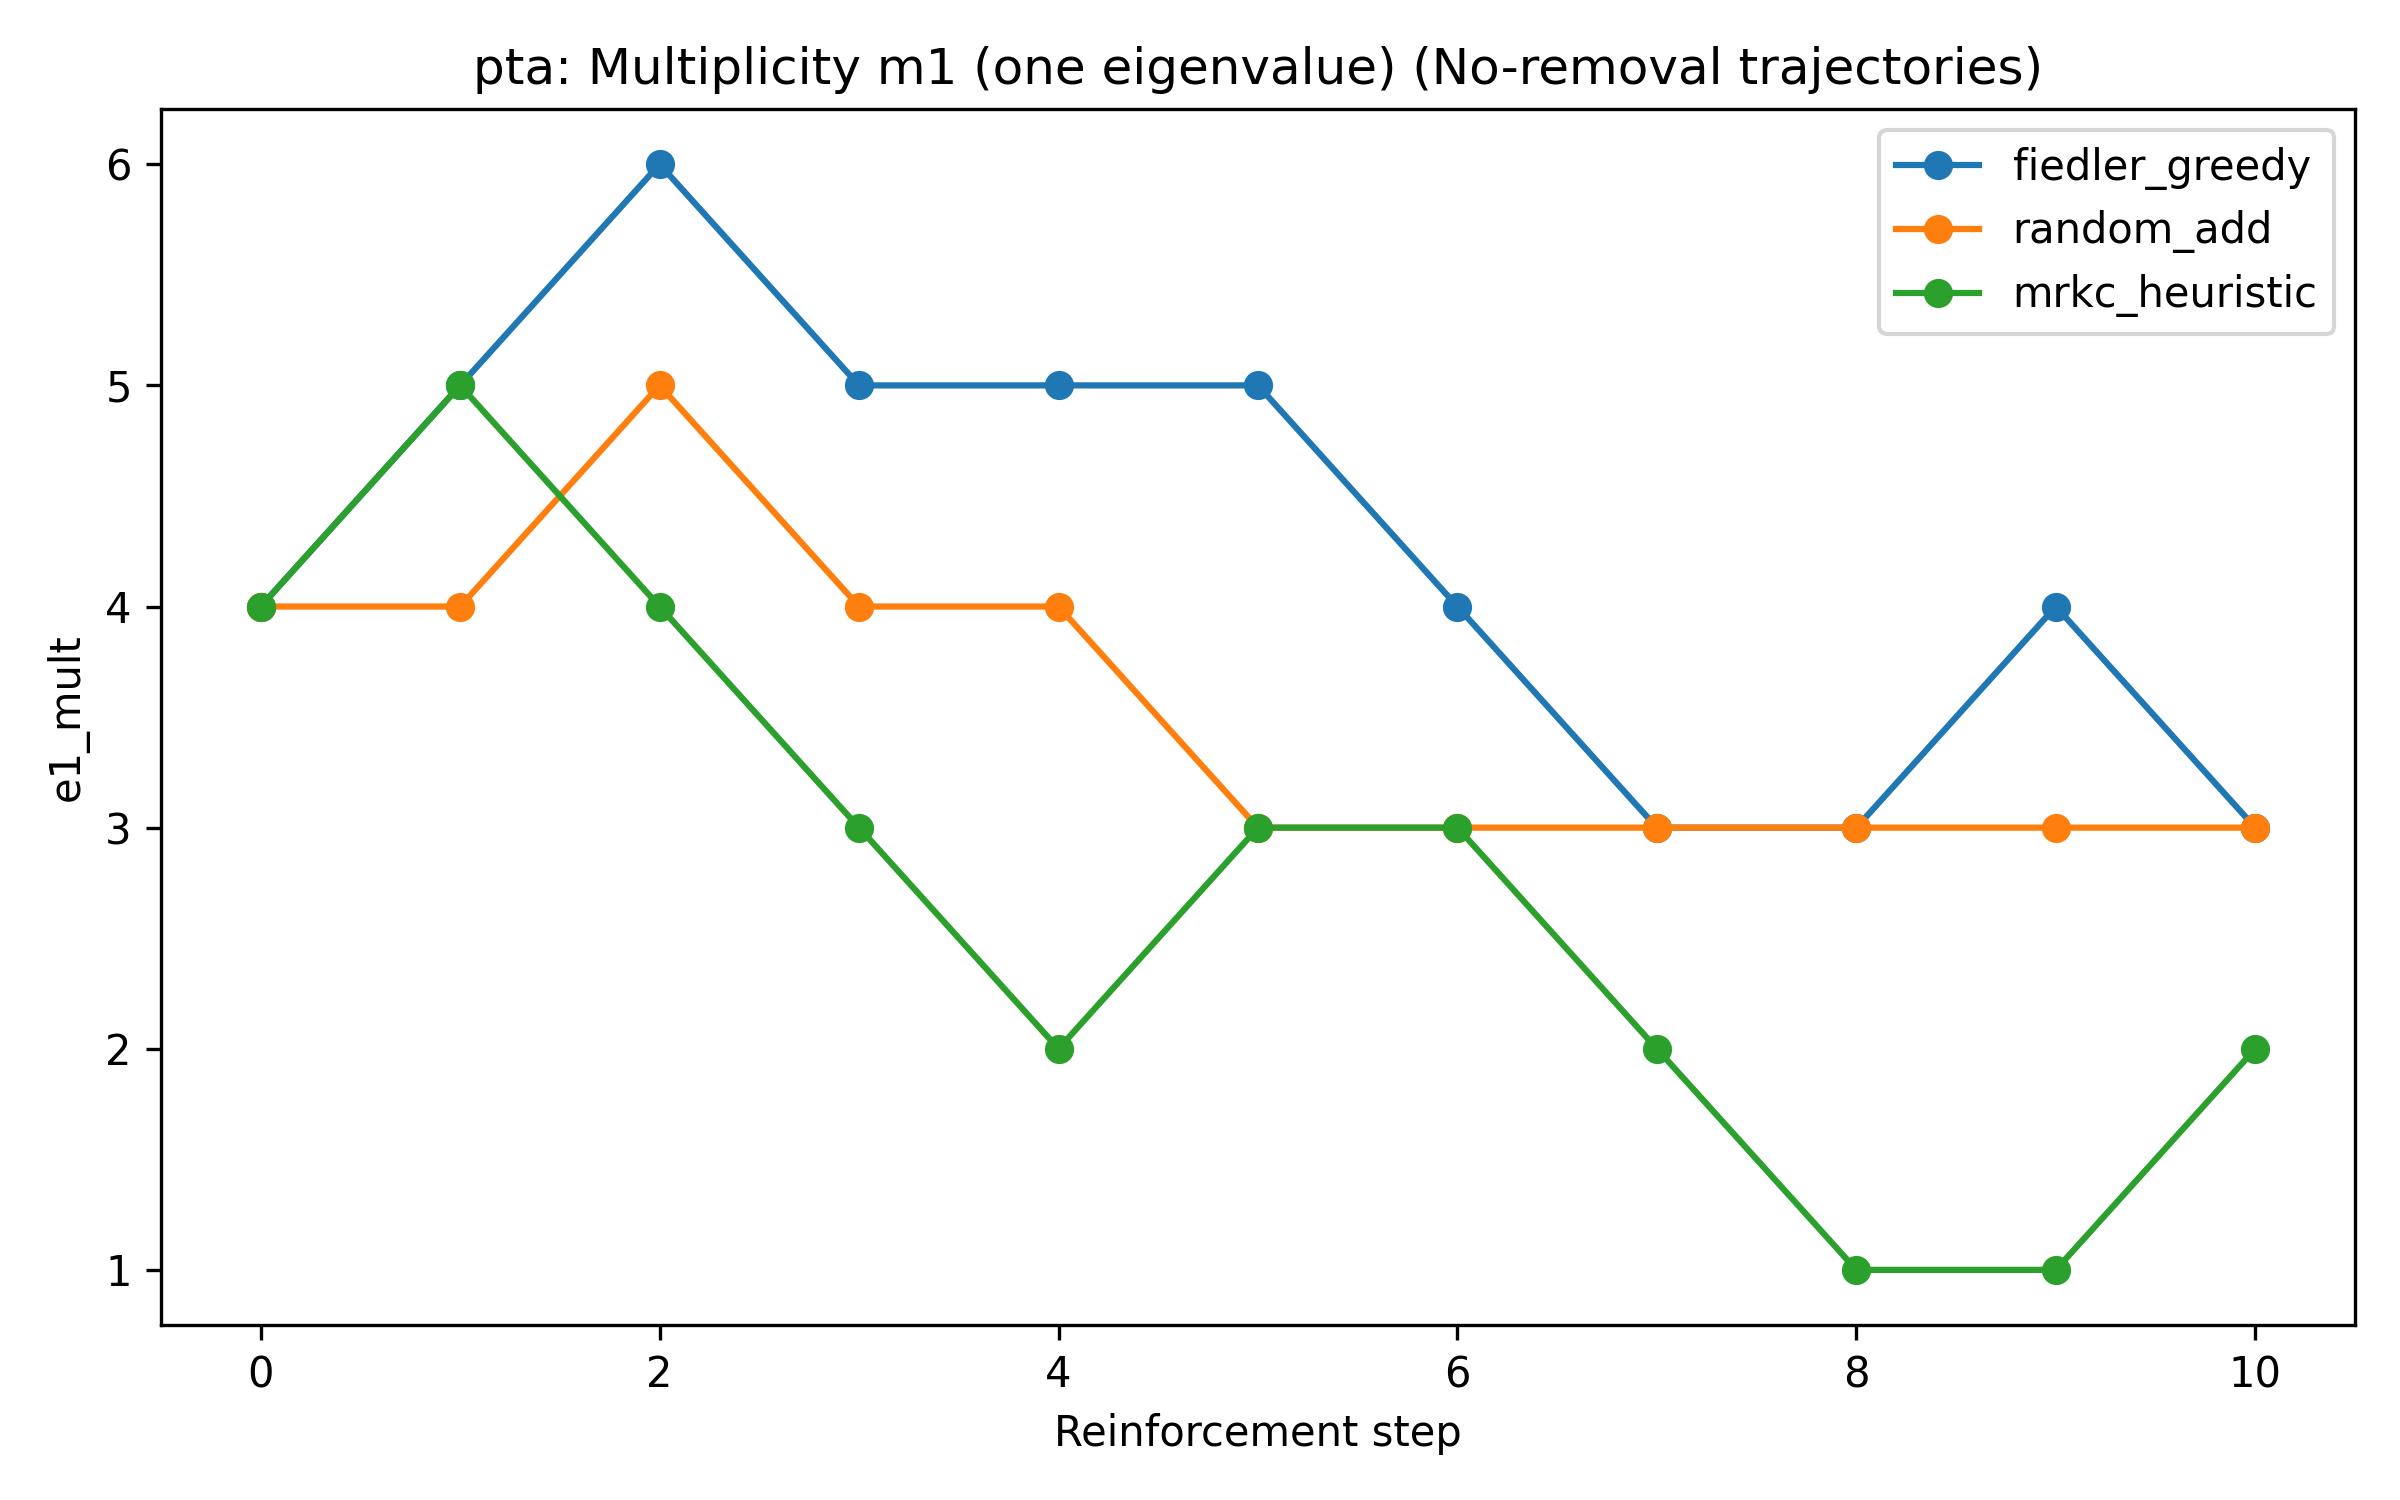 pta: Multiplicity m1 (one eigenvalue) (No-removal trajectories)
fiedler_greedy
random_add
mrkc_heuristic
6
5
4
3
2
1
e1_mult
0 2 4 6 8 10
Reinforcement step